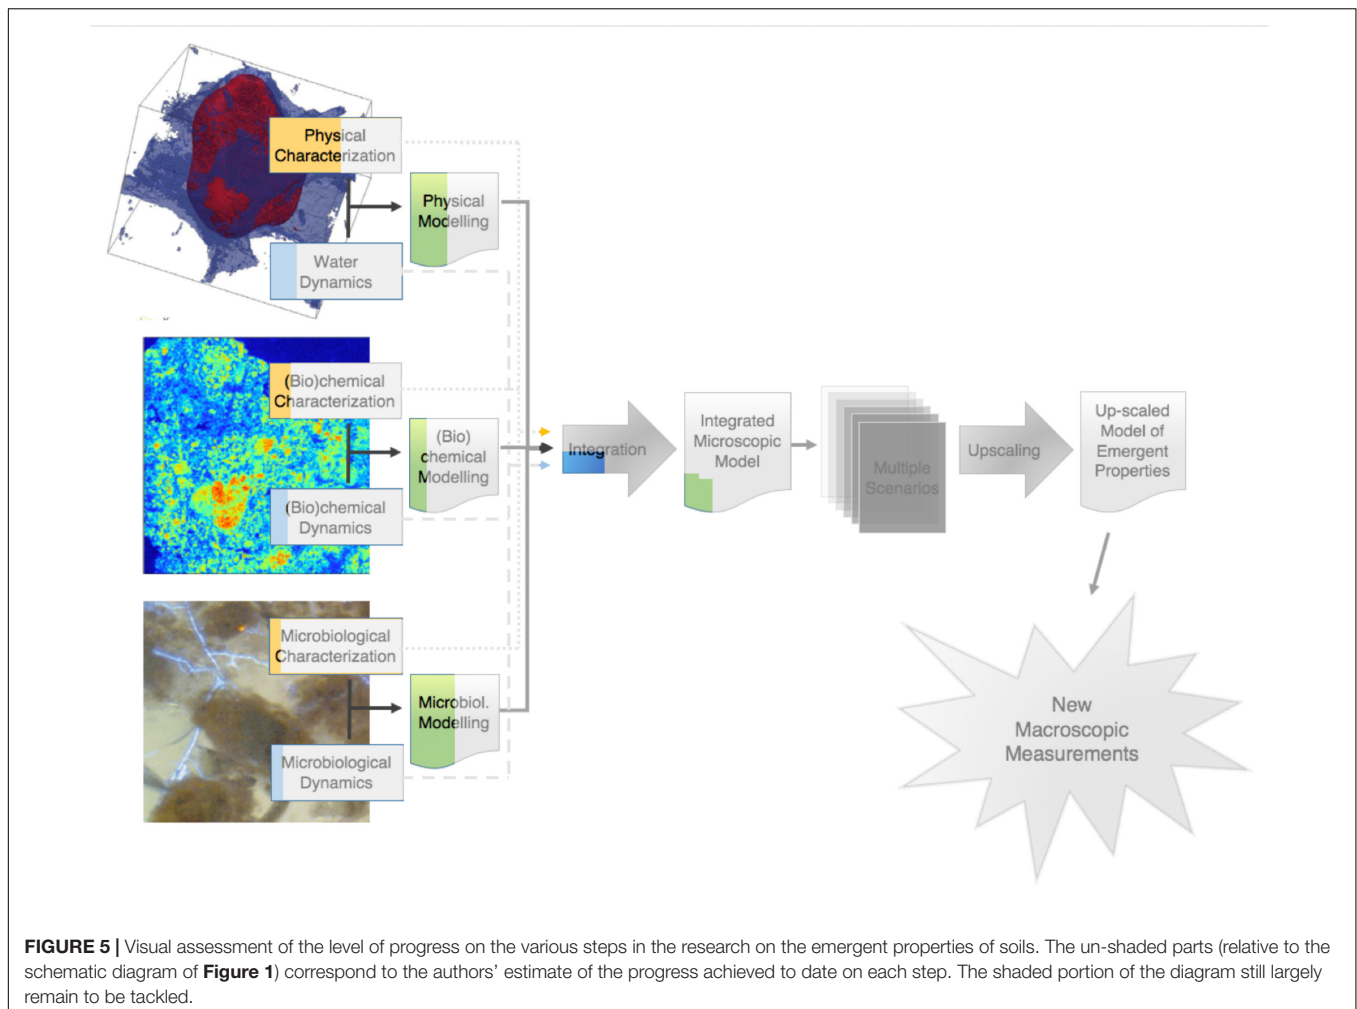 Physical
Characterization
Physical
Modelling
Water
Dynamics
(Bio)chemical
Characterization
(Bio)
chemical
Modelling
(Bio)chemical
Dynamics
Microbiological
Characterization
Microbiol.
Modelling
Microbiological
Dynamics
Integration
Integrated
Microscopic
Model
Multiple
Scenarios
Upscaling
Up-scaled
Model of
Emergent
Properties
New
Macroscopic
Measurements
FIGURE 5 | Visual assessment of the level of progress on the various steps in the research on the emergent properties of soils. The un-shaded parts (relative to the
schematic diagram of Figure 1) correspond to the authors' estimate of the progress achieved to date on each step. The shaded portion of the diagram still largely
remain to be tackled.